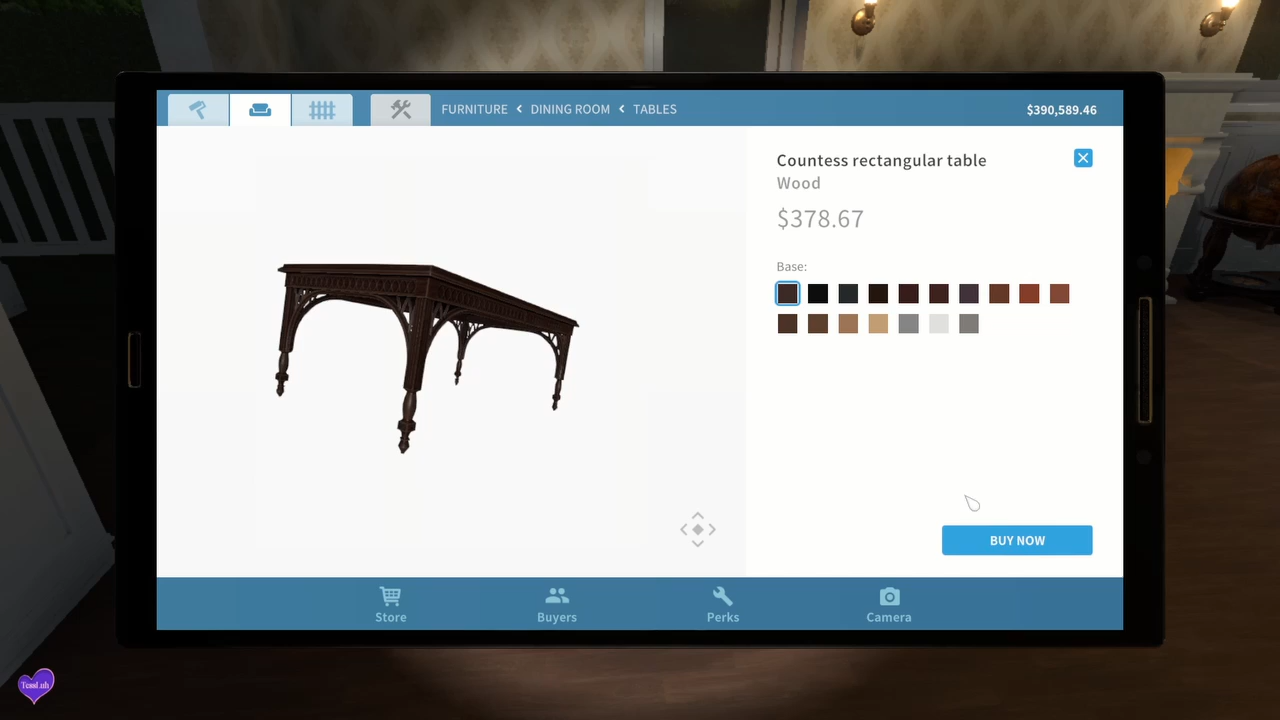 FURNITURE < DINING ROOM < TABLES
$390,589.46
Countess rectangular table
Wood
$378.67
Base:
BUY NOW
Store
Buyers
Perks
Camera